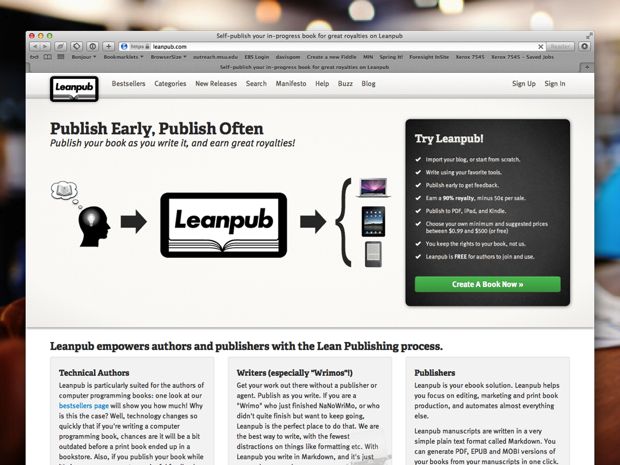 Self-publish your in-progress book for great royalties on Leanpub
https leanpub.com Reader
Bonjour Bookmarklets BrowserSize outreach.msu.edu EBS Login davisgom Create a new Fiddle MIN Spring It! Foresight InSite Xerox 7545 Xerox 7545 – Saved Jobs
Self-publish your in-progress book for great royalties on Leanpub
Leanpub Bestsellers Categories New Releases Search Manifesto Help Buzz Blog Sign Up Sign In
Publish Early, Publish Often
Publish your book as you write it, and earn great royalties!
Leanpub
Try Leanpub!
Import your blog, or start from scratch.
Write using your favorite tools.
Publish early to get feedback.
Earn a 90% royalty, minus 50¢ per sale.
Publish to PDF, iPad, and Kindle.
Choose your own minimum and suggested prices
between $0.99 and $500 (or free)
You keep the rights to your book, not us.
Leanpub is FREE for authors to join and use.
Create A Book Now »
Leanpub empowers authors and publishers with the Lean Publishing process.
Technical Authors
Leanpub is particularly suited for the authors of
computer programming books: one look at our
bestsellers page will show you how much! Why
is this the case? Well, technology changes so
quickly that if you're writing a computer
programming book, chances are it will be a bit
outdated before a print book ended up in a
bookstore. Also, if you publish your book while
Writers (especially "Wrimos"!)
Get your work out there without a publisher or
agent. Publish as you write. If you are a
"Wrimo" who just finished NaNoWriMo, or who
didn't quite finish but want to keep going,
Leanpub is the perfect place to do that. We are
the best way to write, with the fewest
distractions on things like formatting etc. With
Leanpub you write in Markdown, and it's just
Publishers
Leanpub is your ebook solution. Leanpub helps
you focus on editing, marketing and print book
production, and automates almost everything
else.
Leanpub manuscripts are written in a very
simple plain text format called Markdown. You
can generate PDF, EPUB and MOBI versions of
your books from your manuscripts in one click.